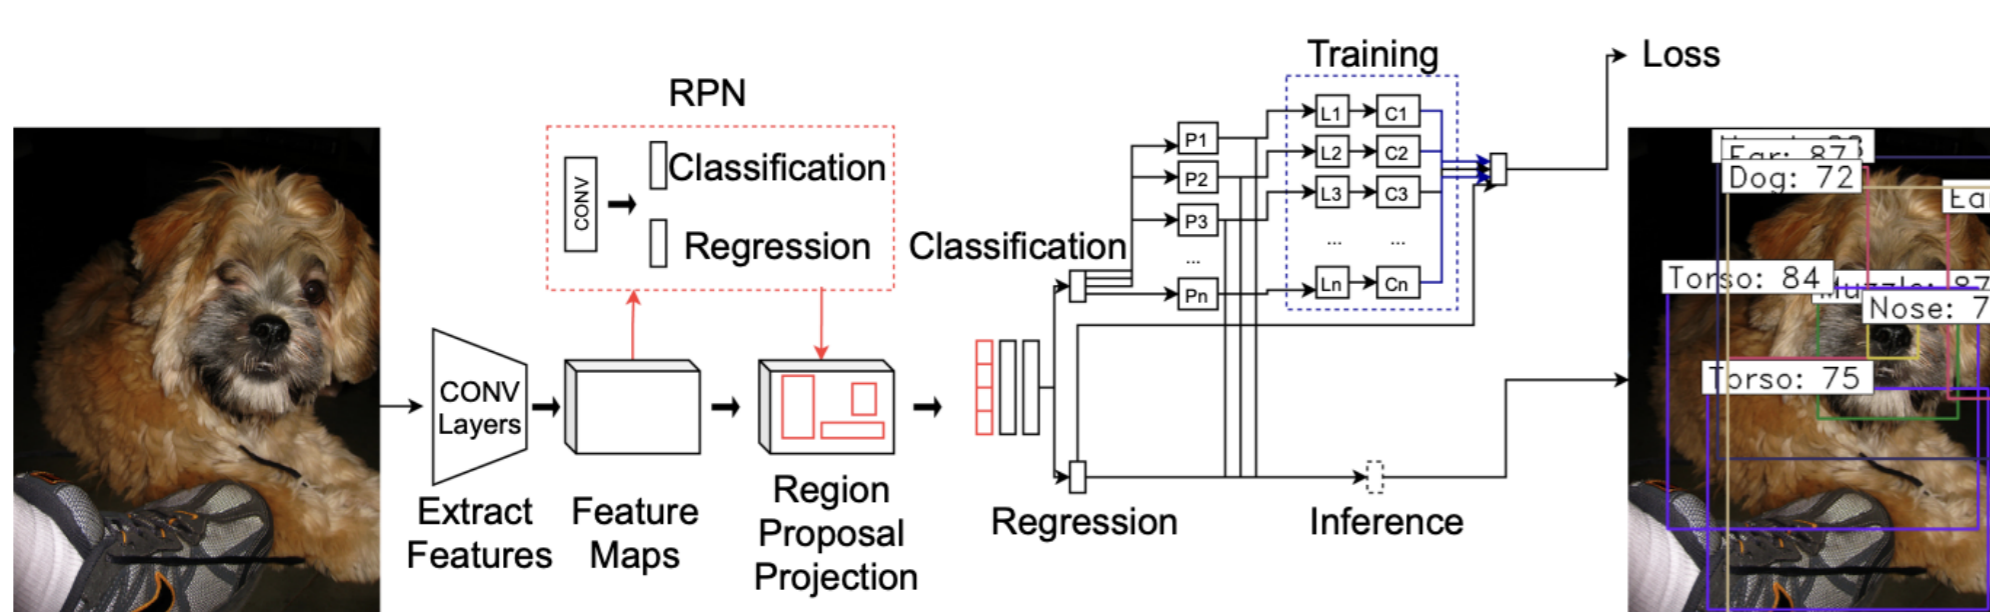 Training
Loss
RPN
CONV
Classification
Regression
Classification
P1
P2
P3
...
Pn
L1
C1
L2
C2
L3
C3
...
...
Ln
Cn
CONV
Layers
Extract
Features
Feature
Maps
Region
Proposal
Projection
Regression
Inference
Ear: 87
Dog: 72
Torso: 84
Nose: 7
Torso: 75